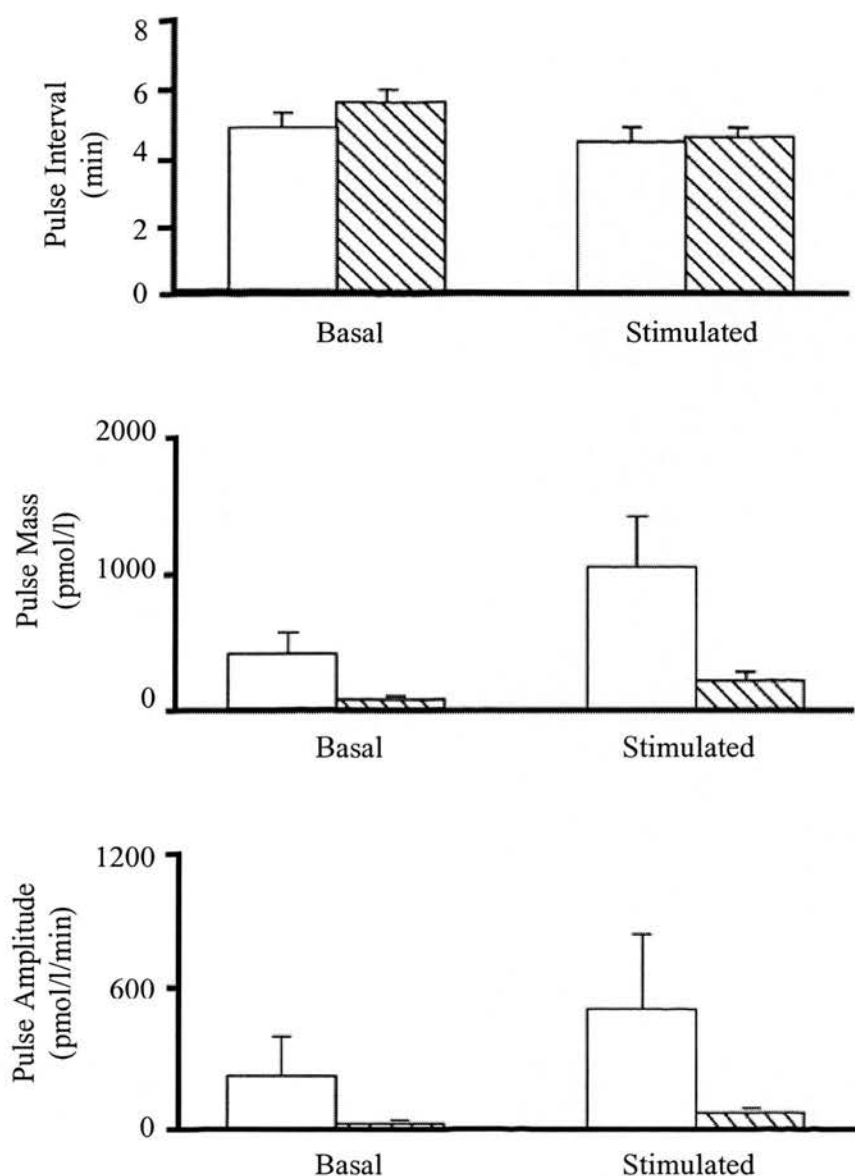 8
Pulse Interval
(min)
6
4
2
0
Basal Stimulated
2000
Pulse Mass
(pmol/l)
1000
0
Basal Stimulated
1200
Pulse Amplitude
(pmol/l/min)
600
0
Basal Stimulated